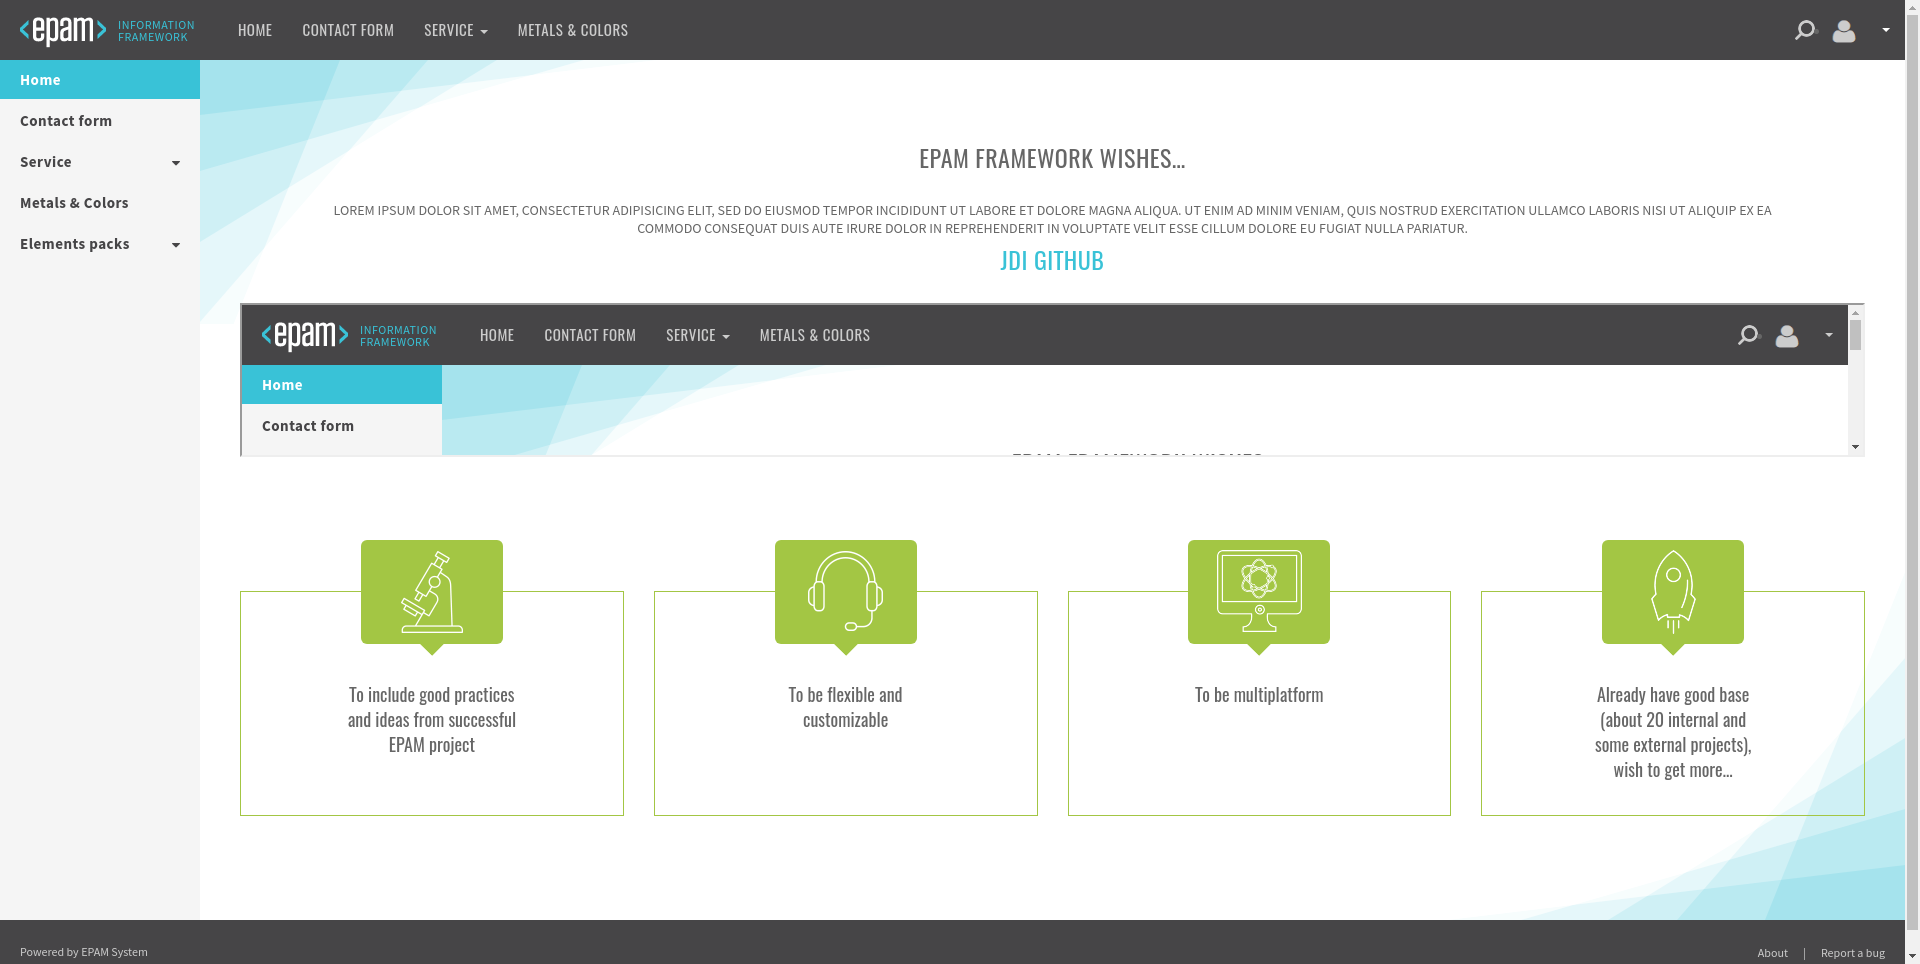 epam INFORMATION FRAMEWORK
HOME CONTACT FORM SERVICE METALS & COLORS
Home
Contact form
Service
Metals & Colors
Elements packs
EPAM FRAMEWORK WISHES...
LOREM IPSUM DOLOR SIT AMET, CONSECTETUR ADIPISICING ELIT, SED DO EIUSMOD TEMPOR INCIDIDUNT UT LABORE ET DOLORE MAGNA ALIQUA. UT ENIM AD MINIM VENIAM, QUIS NOSTRUD EXERCITATION ULLAMCO LABORIS NISI UT ALIQUIP EX EA
COMMODO CONSEQUAT DUIS AUTE IRURE DOLOR IN REPREHENDERIT IN VOLUPTATE VELIT ESSE CILLUM DOLORE EU FUGIAT NULLA PARIATUR.
JDI GITHUB
epam INFORMATION FRAMEWORK
HOME CONTACT FORM SERVICE METALS & COLORS
Home
Contact form
To include good practices
and ideas from successful
EPAM project
To be flexible and
customizable
To be multiplatform
Already have good base
(about 20 internal and
some external projects),
wish to get more...
Powered by EPAM System
About | Report a bug